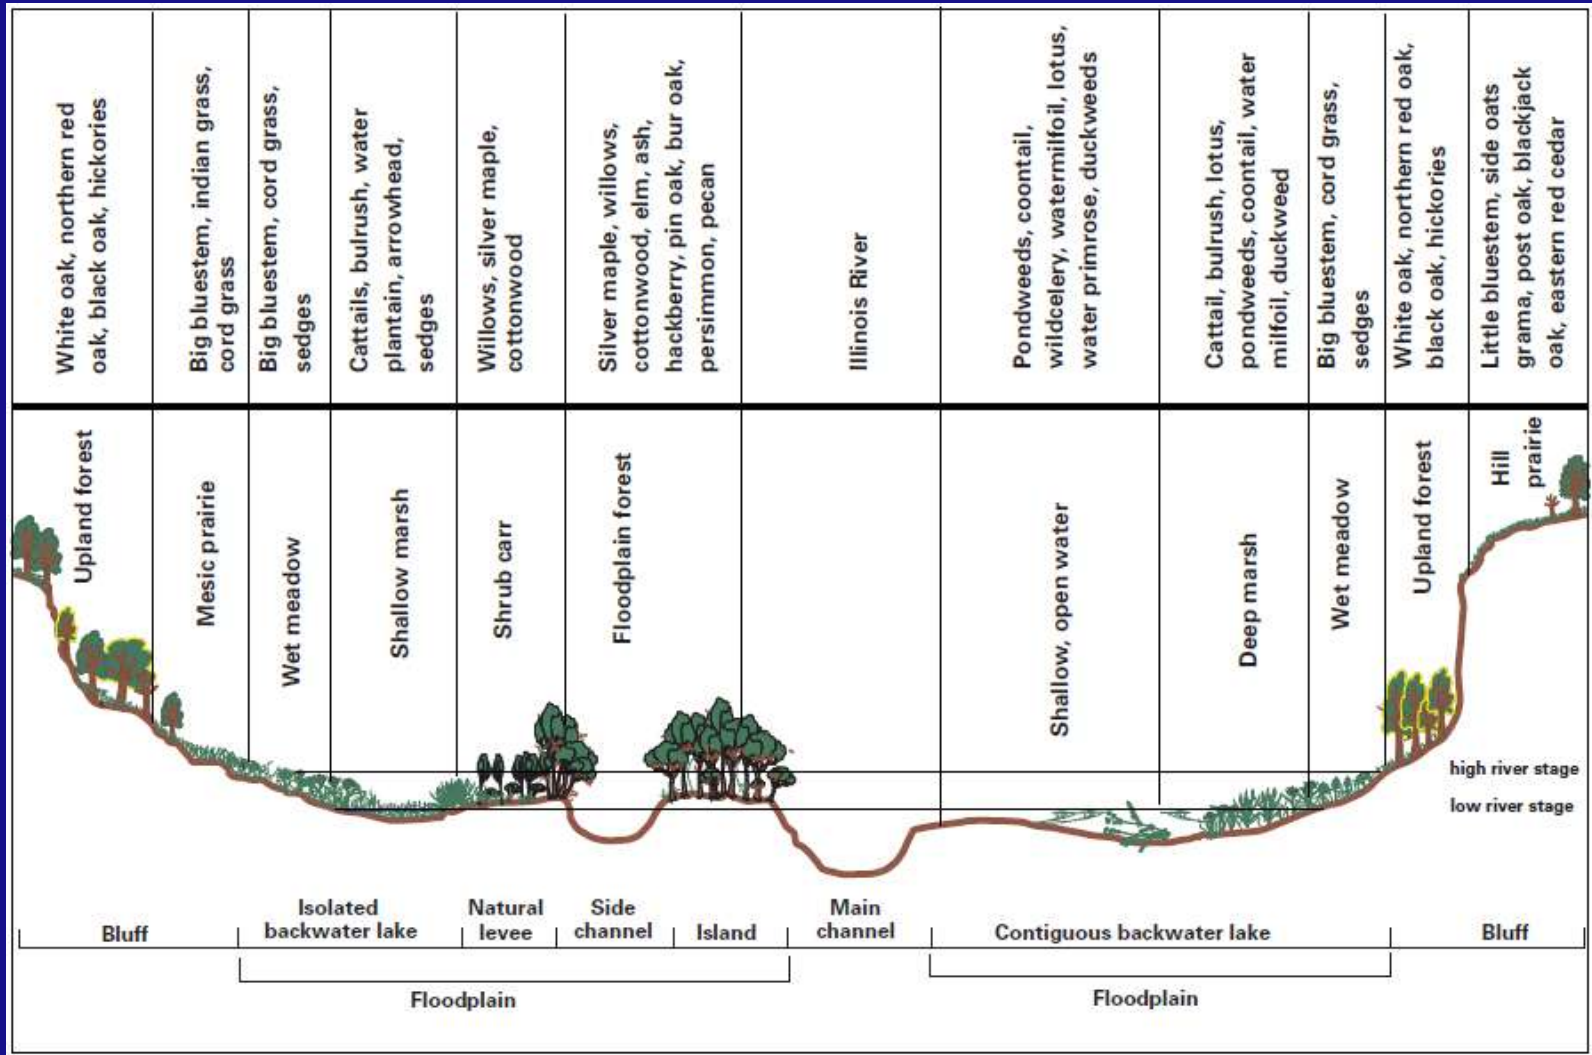 White oak, northern red
oak, black oak, hickories
Big bluestem, indian grass,
cord grass
Big bluestem, cord grass,
sedges
Cattails, bulrush, water
plantain, arrowhead,
sedges
Willows, silver maple,
cottonwood
Silver maple, willows,
cottonwood, elm, ash,
hackberry, pin oak, bur oak,
persimmon, pecan
Illinois River
Pondweeds, coontail,
wildcelery, watermilfoil, lotus,
water primrose, duckweeds
Cattail, bulrush, lotus,
pondweeds, coontail, water
milfoil, duckweed
Big bluestem, cord grass,
sedges
White oak, northern red oak,
black oak, hickories
Little bluestem, side oats
grama, post oak, blackjack
oak, eastern red cedar
Upland forest
Mesic prairie
Wet meadow
Shallow marsh
Shrub carr
Floodplain forest
Shallow, open water
Deep marsh
Wet meadow
Upland forest
Hill
prairie
high river stage
low river stage
Bluff
Isolated
backwater lake
Natural
levee
Side
channel
Island
Main
channel
Contiguous backwater lake
Bluff
Floodplain
Floodplain